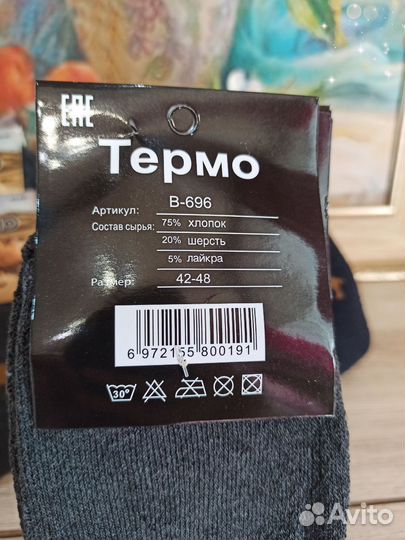 EAC
Термо
Артикул: B-696
Состав сырья: 75% хлопок
20% шерсть
5% лайкра
Размер: 42-48
6 972155 800191
30°
Avito